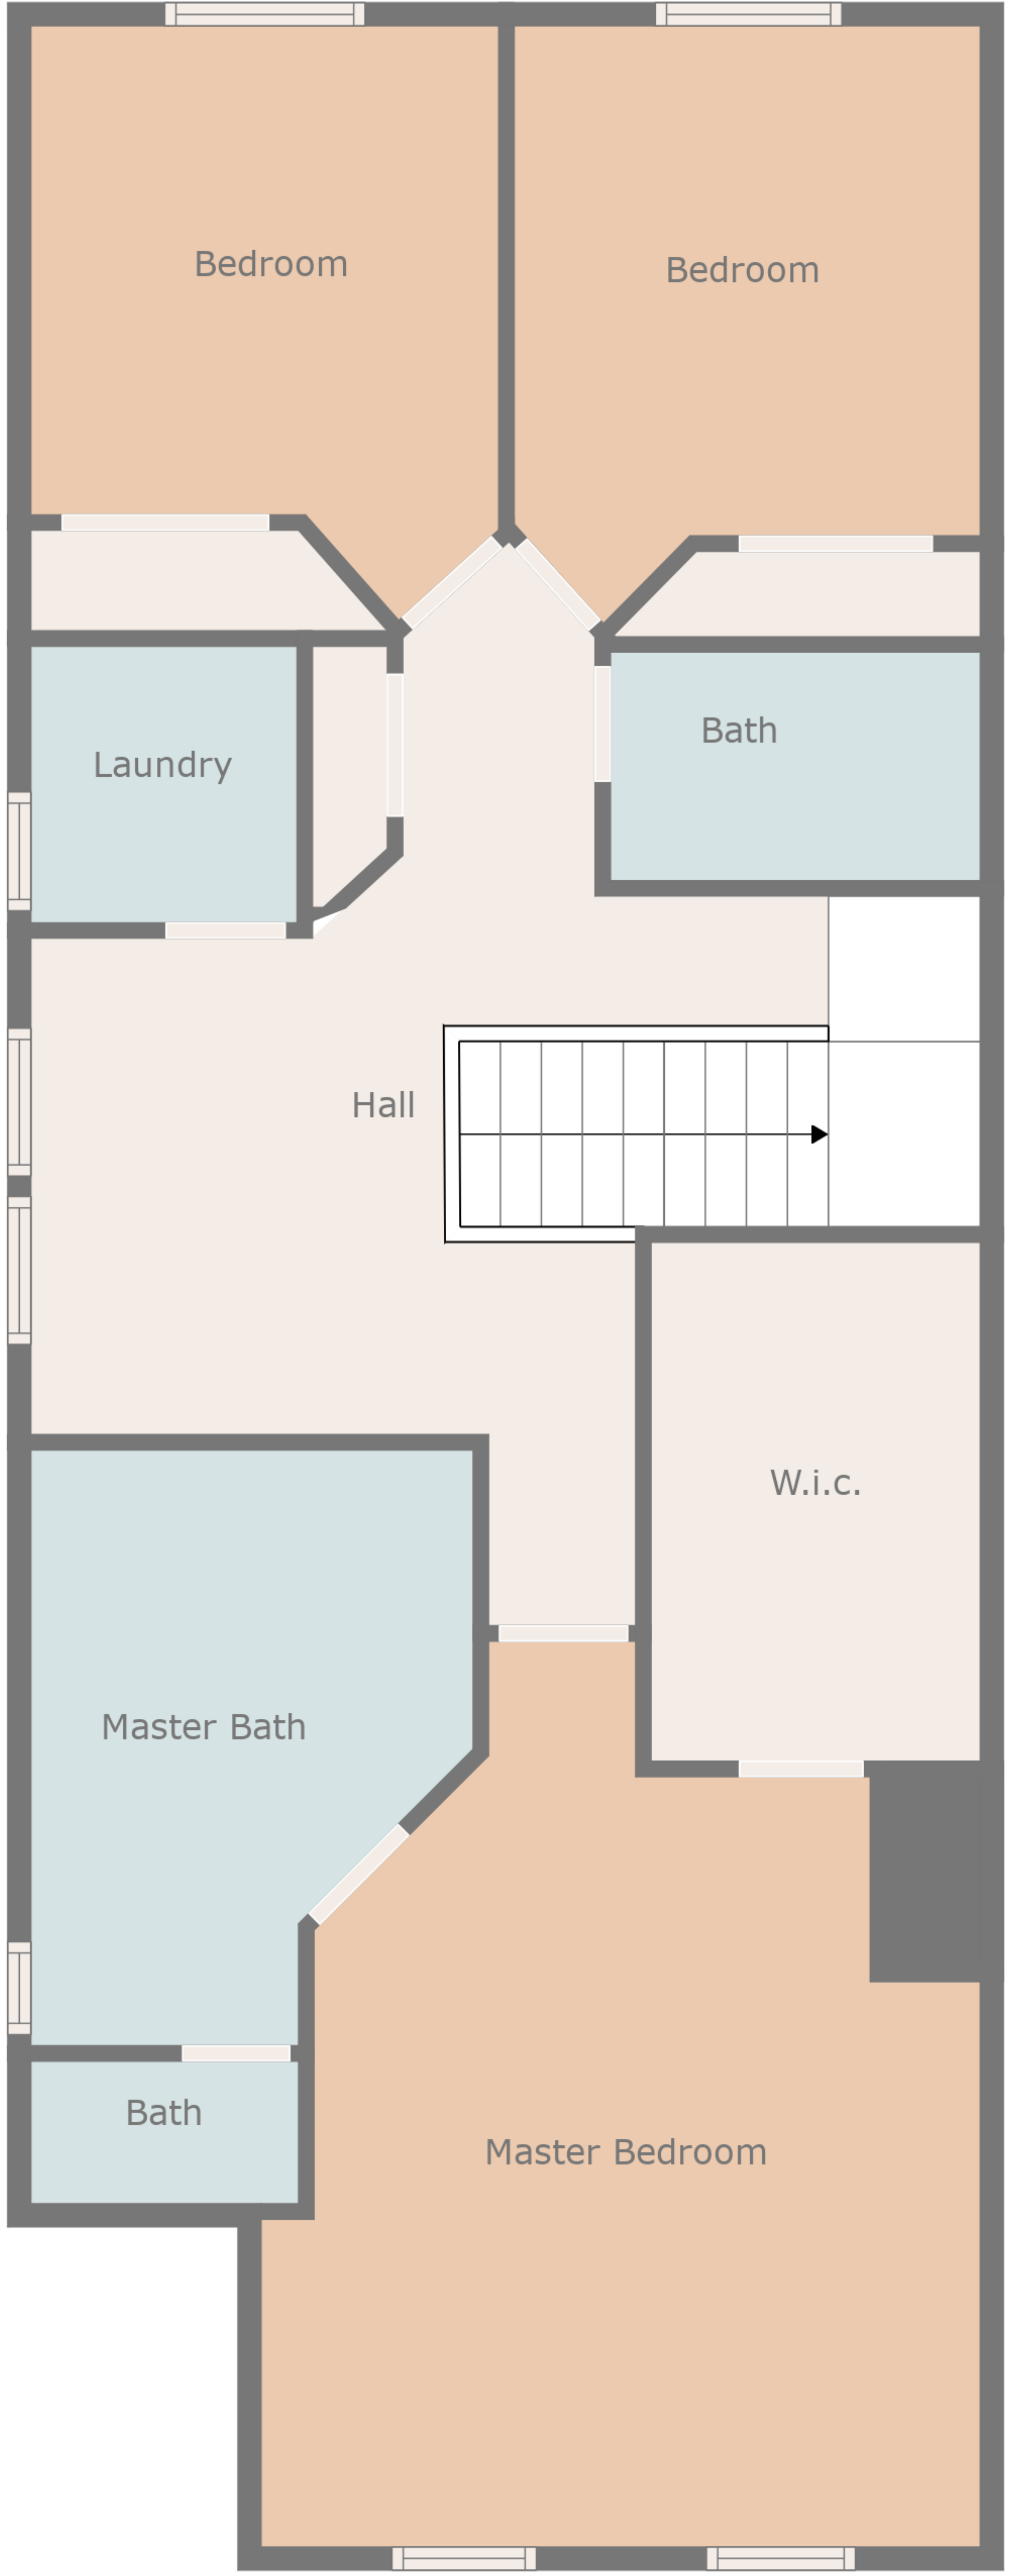 Bedroom
Bedroom
Bath
Laundry
Hall
W.i.c.
Master Bath
Bath
Master Bedroom